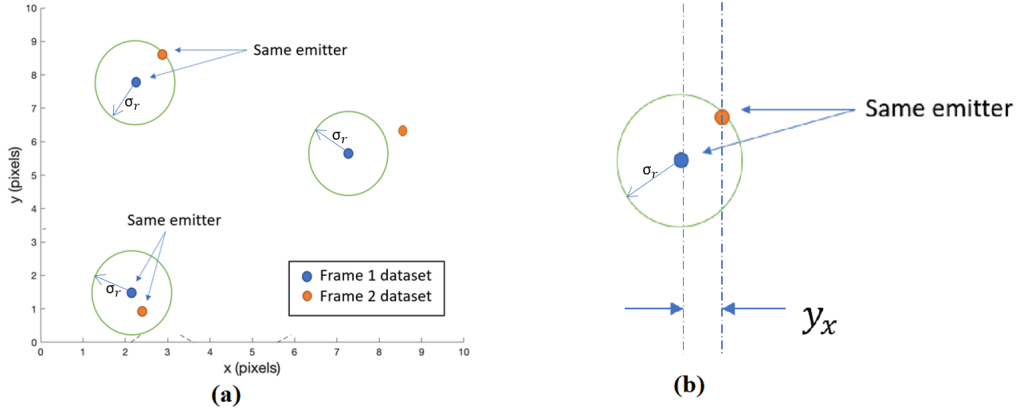 10
9
8
7
6
5
4
3
2
1
0
y (pixels)
Same emitter
σr
σr
Same emitter
σr
Frame 1 dataset
Frame 2 dataset
0 1 2 3 4 5 6 7 8 9 10
x (pixels)
(a)
Same emitter
σr
yx
(b)